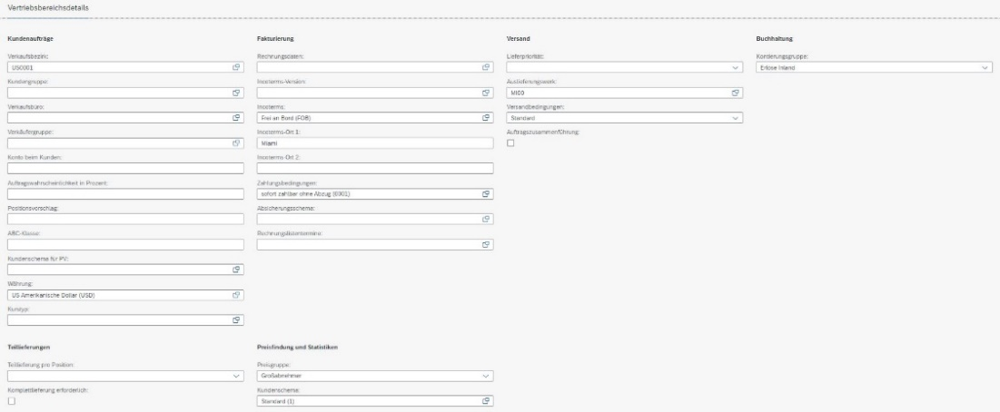 Vertriebsbereichsdetails
Kundenaufträge
Verkaufsbezirk:
US0001
Kundengruppe:
Verkaufsbüro:
Verkäufergruppe:
Konto beim Kunden:
Auftragswahrscheinlichkeit in Prozent:
Positionsvorschlag:
ABC-Klasse:
Kundenschema für PV:
Währung:
US Amerikanische Dollar (USD)
Kurstyp:
Fakturierung
Rechnungsdaten:
Incoterms-Version:
Incoterms:
Frei an Bord (FOB)
Incoterms-Ort 1:
Miami
Incoterms-Ort 2:
Zahlungsbedingungen:
sofort zahlbar ohne Abzug (0001)
Absicherungsschema:
Rechnungslistentermine:
Versand
Lieferpriorität:
Auslieferungswerk:
MI00
Versandbedingungen:
Standard
Auftragszusammenführung:
Buchhaltung
Kontierungsgruppe:
Erlöse Inland
Teillieferungen
Teillieferung pro Position:
Komplettlieferung erforderlich:
Preisfindung und Statistiken
Preisgruppe:
Großabnehmer
Kundenschema:
Standard (1)